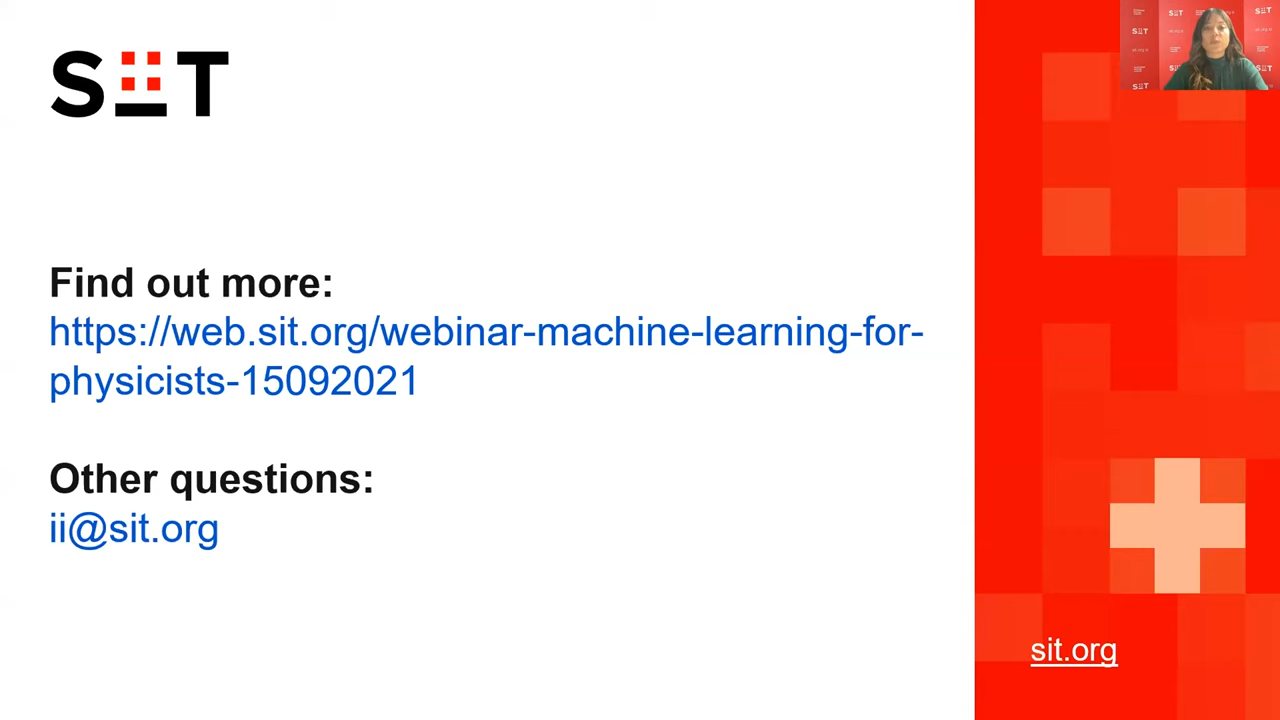 SIT
Find out more:
https://web.sit.org/webinar-machine-learning-for-
physicists-15092021
Other questions:
ii@sit.org
sit.org